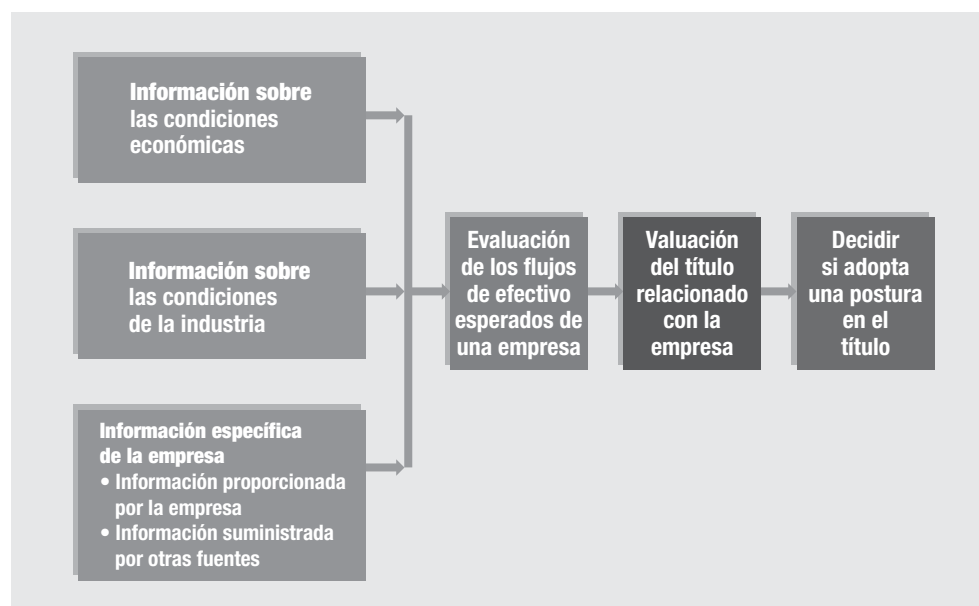 Información sobre
las condiciones
económicas
Información sobre
las condiciones
de la industria
Información específica
de la empresa
• Información proporcionada
por la empresa
• Información suministrada
por otras fuentes
Evaluación
de los flujos
de efectivo
esperados de
una empresa
Valuación
del título
relacionado
con la
empresa
Decidir
si adopta
una postura
en el
título